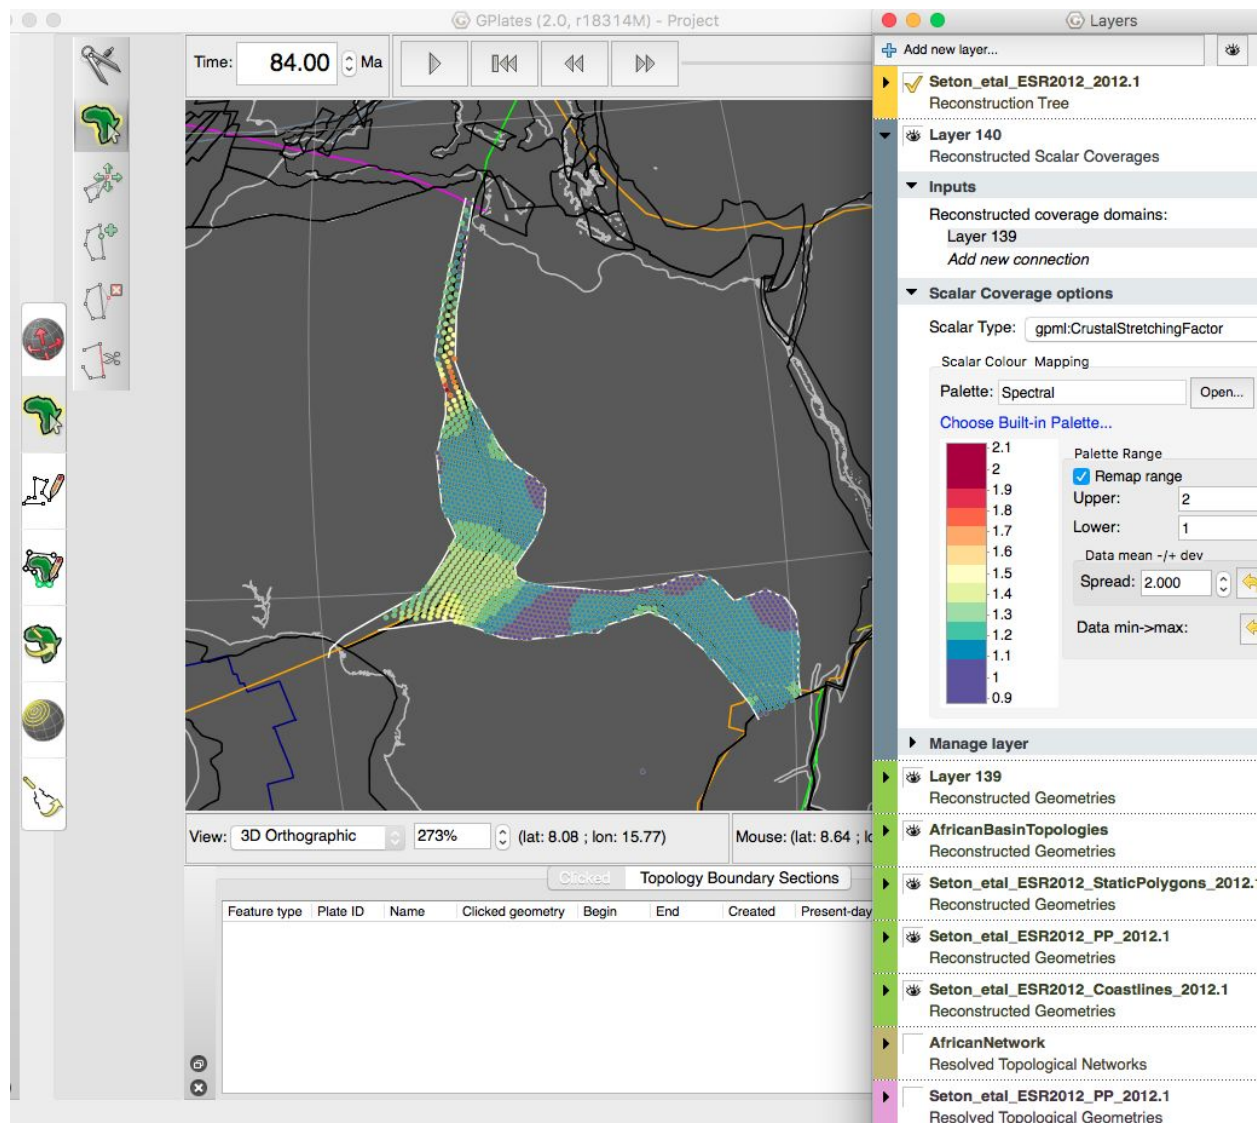 GPlates (2.0, r18314M) - Project
Time: 84.00 Ma
View: 3D Orthographic 273% (lat: 8.08 ; lon: 15.77) Mouse: (lat: 8.64 ;
Clicked Topology Boundary Sections
Feature type Plate ID Name Clicked geometry Begin End Created Present-day
Layers
Add new layer...
Seton_etal_ESR2012_2012.1
Reconstruction Tree
Layer 140
Reconstructed Scalar Coverages
Inputs
Reconstructed coverage domains:
Layer 139
Add new connection
Scalar Coverage options
Scalar Type: gpml:CrustalStretchingFactor
Scalar Colour Mapping
Palette: Spectral Open...
Choose Built-in Palette...
2.1
2
1.9
1.8
1.7
1.6
1.5
1.4
1.3
1.2
1.1
1
0.9
Palette Range
Remap range
Upper: 2
Lower: 1
Data mean -/+ dev
Spread: 2.000
Data min->max:
Manage layer
Layer 139
Reconstructed Geometries
AfricanBasinTopologies
Reconstructed Geometries
Seton_etal_ESR2012_StaticPolygons_2012.1
Reconstructed Geometries
Seton_etal_ESR2012_PP_2012.1
Reconstructed Geometries
Seton_etal_ESR2012_Coastlines_2012.1
Reconstructed Geometries
AfricanNetwork
Resolved Topological Networks
Seton_etal_ESR2012_PP_2012.1
Resolved Topological Geometries